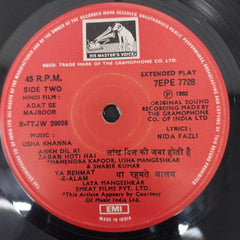 HIS MASTER'S VOICE
REGD. TRADE MARK OF THE GRAMOPHONE CO. LTD.
45 R.P.M.
SIDE TWO
HINDI FILM :
ADAT SE
MAJBOOR
B-7TJW 29059
MUSIC :
USHA KHANNA
EXTENDED PLAY
7EPE 7728
℗ 1982
ORIGINAL SOUND
RECORDING MADE BY
THE GRAMOPHONE
CO. OF INDIA LTD
LYRICS :
NIDA FAZLI
ANKH DIL KI
ZABAN HOTI HAI आँख दिल की जबां होती है
*MAHENDRA KAPOOR, USHA MANGESHKAR
& SHABIR KUMAR
YA REHMAT या रहमते आलम
-E-ALAM
LATA MANGESHKAR
EMKAY FILMS PVT. LTD.
*This Artiste Appears by Courtesy
Of Music India Ltd.
EMI
MADE IN INDIA